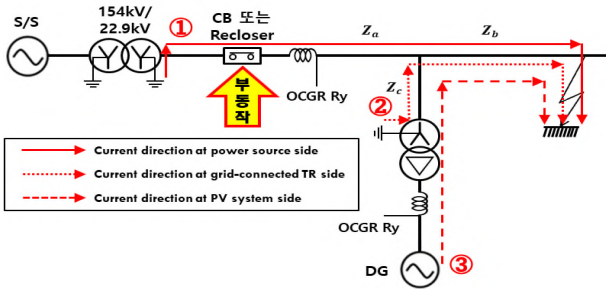 S/S
154kV/
22.9kV
①
CB 또는
Recloser
Z_a
Z_b
OCGR Ry
부동작
②
Z_c
Current direction at power source side
Current direction at grid-connected TR side
Current direction at PV system side
OCGR Ry
DG
③